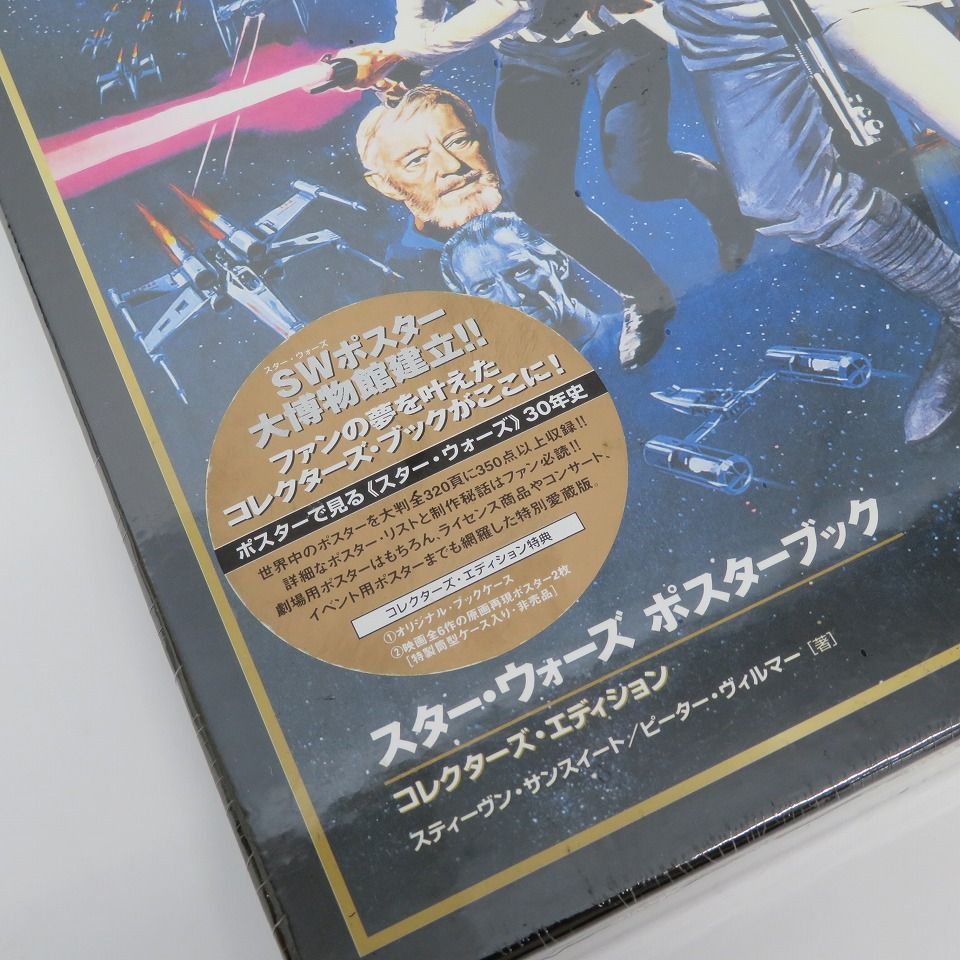 スター・ウォーズ
SWポスター
大博物館建立!!
ファンの夢を叶えた
コレクターズ・ブックがここに!
ポスターで見る《スター・ウォーズ》30年史
世界中のポスターを大判全320頁に350点以上収録!!
詳細なポスター・リストと制作秘話はファン必読!!
劇場用ポスターはもちろん、ライセンス商品やコンサート、
イベント用ポスターまでも網羅した特別愛蔵版。
コレクターズ・エディション特典
①オリジナル・ブックケース
②映画全6作の原画再現ポスター2枚
[特製筒型ケース入り・非売品]
スター・ウォーズ ポスターブック
コレクターズ・エディション
スティーヴン・サンスイート/ピーター・ヴィルマー[著]